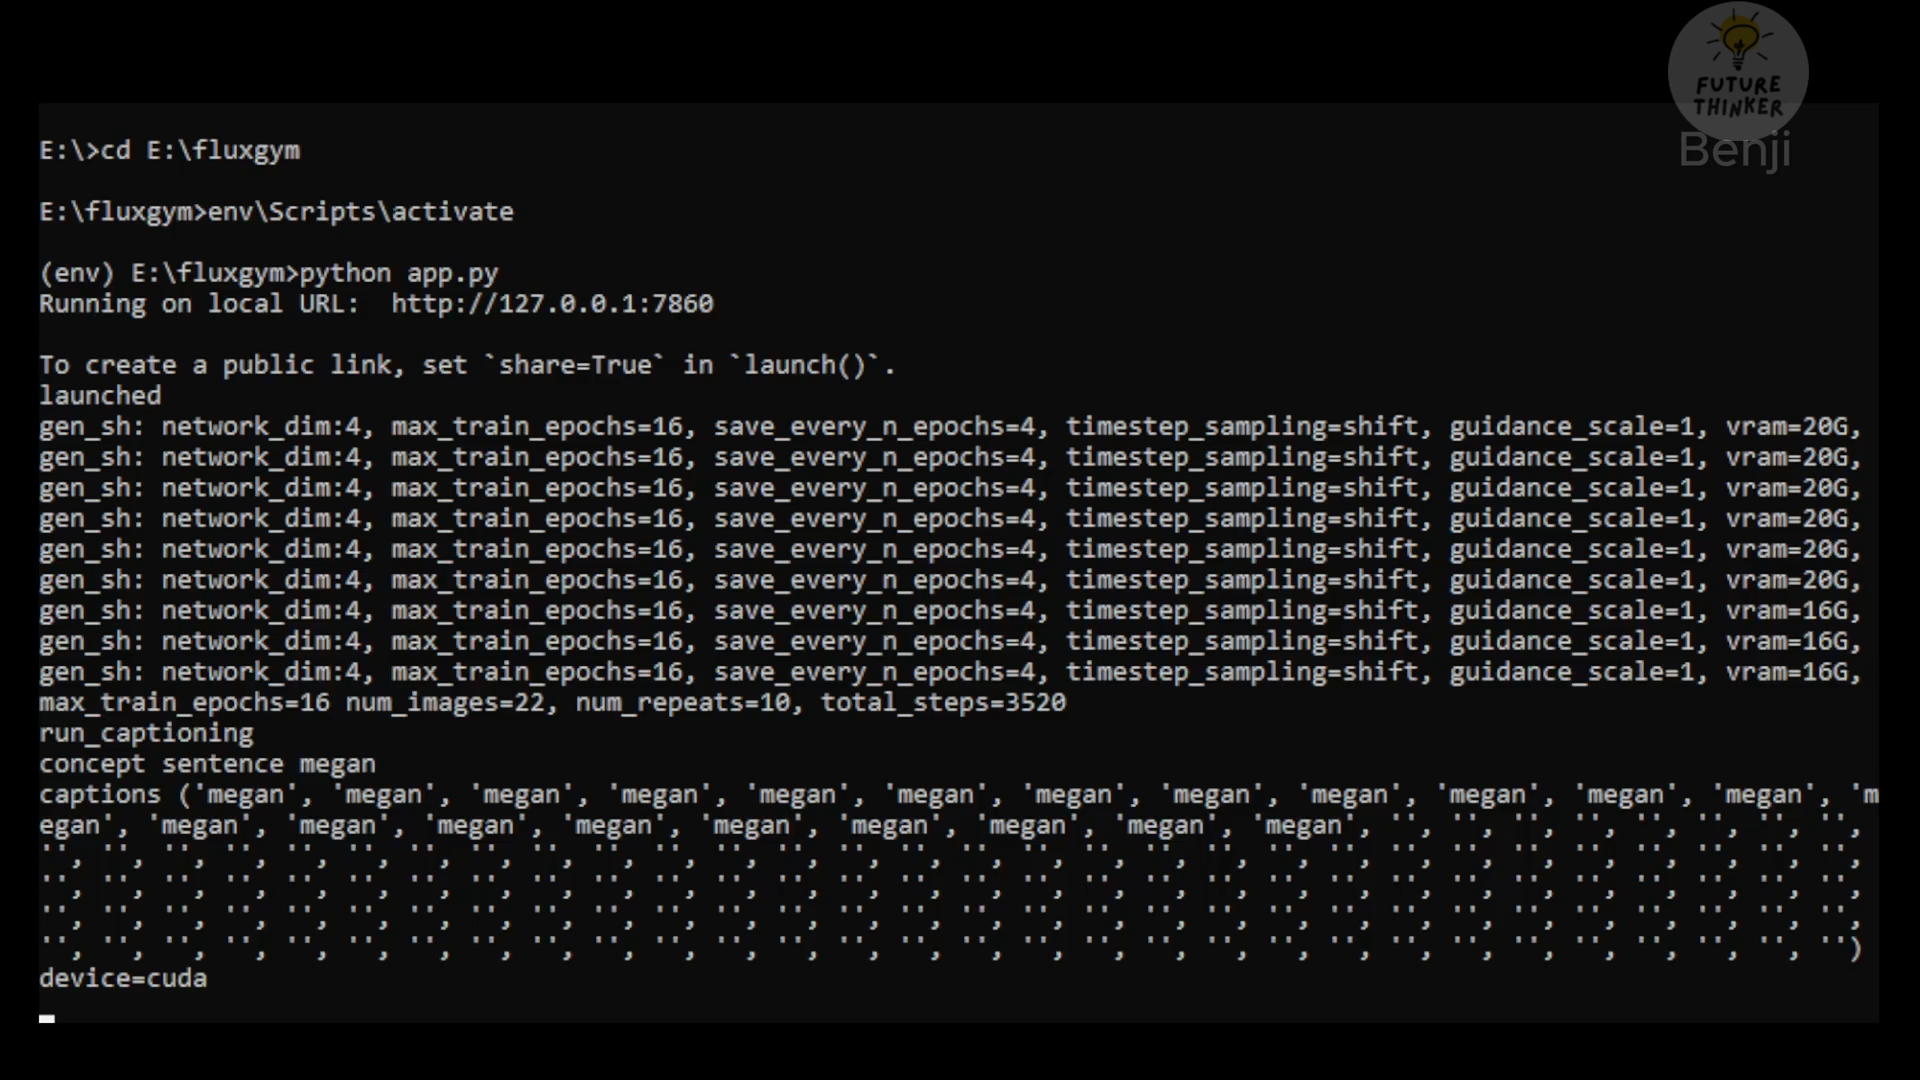 FUTURE
THINKER
Benji
E:\>cd E:\fluxgym
E:\fluxgym>env\Scripts\activate
(env) E:\fluxgym>python app.py
Running on local URL:  http://127.0.0.1:7860
To create a public link, set `share=True` in `launch()`.
launched
gen_sh: network_dim:4, max_train_epochs=16, save_every_n_epochs=4, timestep_sampling=shift, guidance_scale=1, vram=20G,
gen_sh: network_dim:4, max_train_epochs=16, save_every_n_epochs=4, timestep_sampling=shift, guidance_scale=1, vram=20G,
gen_sh: network_dim:4, max_train_epochs=16, save_every_n_epochs=4, timestep_sampling=shift, guidance_scale=1, vram=20G,
gen_sh: network_dim:4, max_train_epochs=16, save_every_n_epochs=4, timestep_sampling=shift, guidance_scale=1, vram=20G,
gen_sh: network_dim:4, max_train_epochs=16, save_every_n_epochs=4, timestep_sampling=shift, guidance_scale=1, vram=20G,
gen_sh: network_dim:4, max_train_epochs=16, save_every_n_epochs=4, timestep_sampling=shift, guidance_scale=1, vram=20G,
gen_sh: network_dim:4, max_train_epochs=16, save_every_n_epochs=4, timestep_sampling=shift, guidance_scale=1, vram=16G,
gen_sh: network_dim:4, max_train_epochs=16, save_every_n_epochs=4, timestep_sampling=shift, guidance_scale=1, vram=16G,
gen_sh: network_dim:4, max_train_epochs=16, save_every_n_epochs=4, timestep_sampling=shift, guidance_scale=1, vram=16G,
max_train_epochs=16 num_images=22, num_repeats=10, total_steps=3520
run_captioning
concept sentence megan
captions ('megan', 'megan', 'megan', 'megan', 'megan', 'megan', 'megan', 'megan', 'megan', 'megan', 'megan', 'megan', 'm
egan', 'megan', 'megan', 'megan', 'megan', 'megan', 'megan', 'megan', 'megan', 'megan', '', '', '', '', '', '', '', '',
'', '', '', '', '', '', '', '', '', '', '', '', '', '', '', '', '', '', '', '', '', '', '', '', '', '', '', '', '', '',
'', '', '', '', '', '', '', '', '', '', '', '', '', '', '', '', '', '', '', '', '', '', '', '', '', '', '', '', '', '',
'', '', '', '', '', '', '', '', '', '', '', '', '', '', '', '', '', '', '', '', '', '', '', '', '', '', '', '', '', '',
'', '', '', '', '', '', '', '', '', '', '', '', '', '', '', '', '', '', '', '', '', '', '', '', '', '', '', '', '', '')
device=cuda